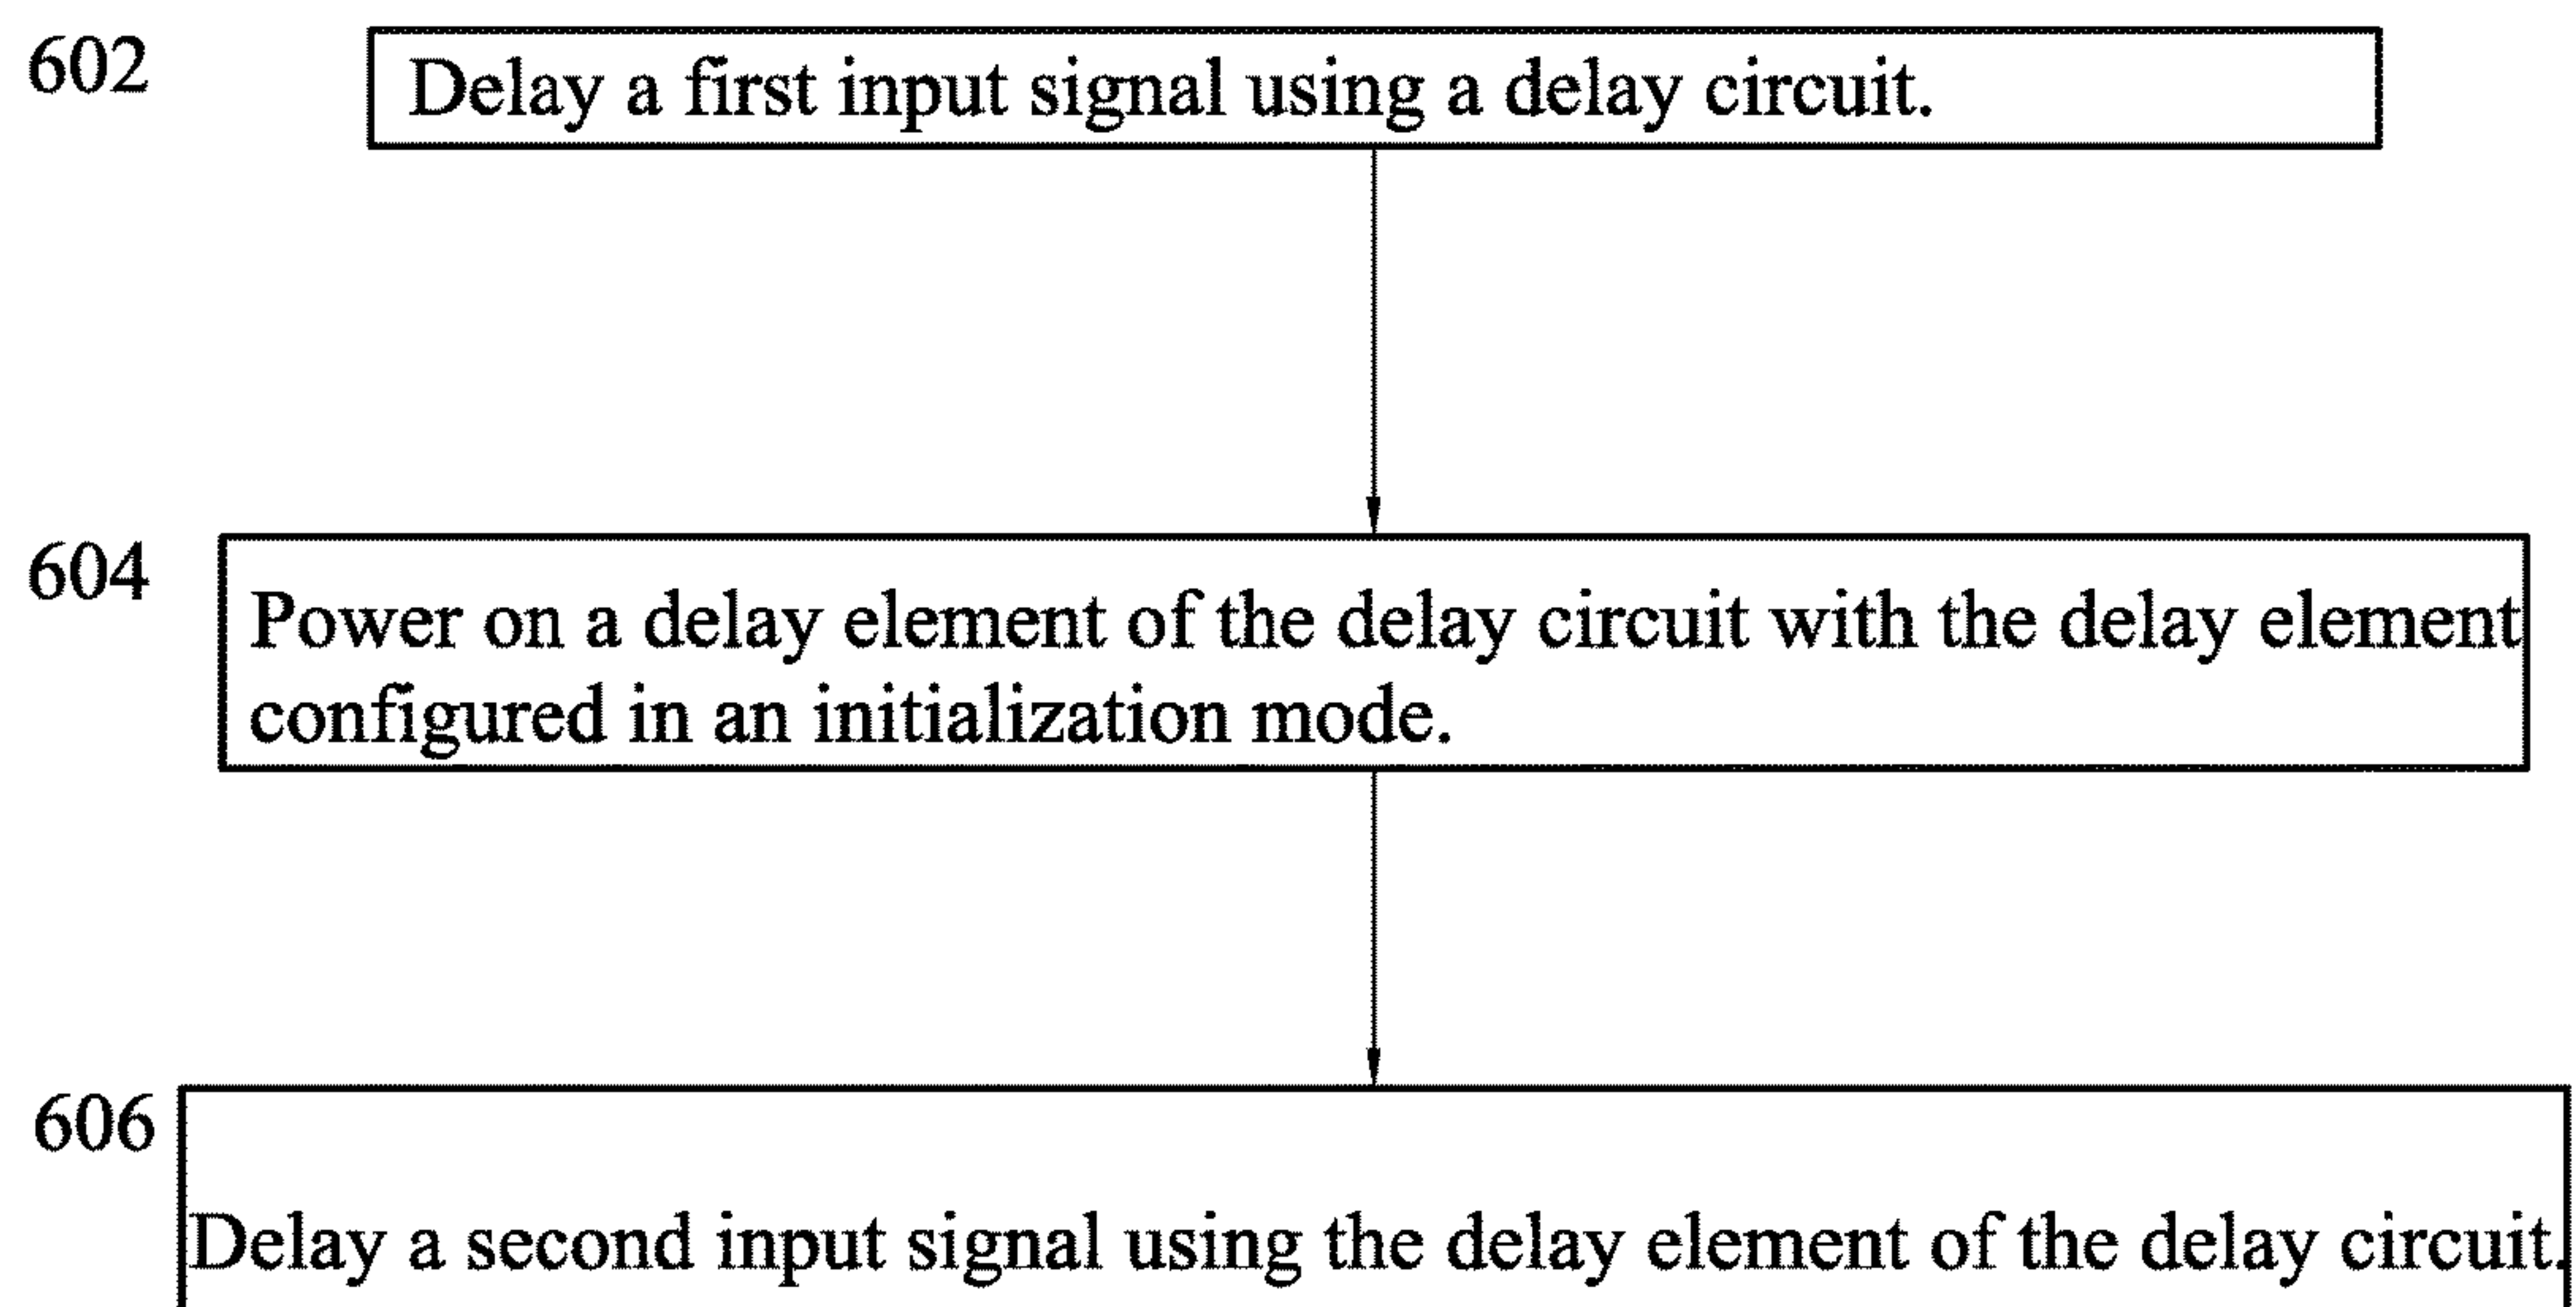 602
Delay a first input signal using a delay circuit.
604
Power on a delay element of the delay circuit with the delay element
configured in an initialization mode.
606
Delay a second input signal using the delay element of the delay circuit.